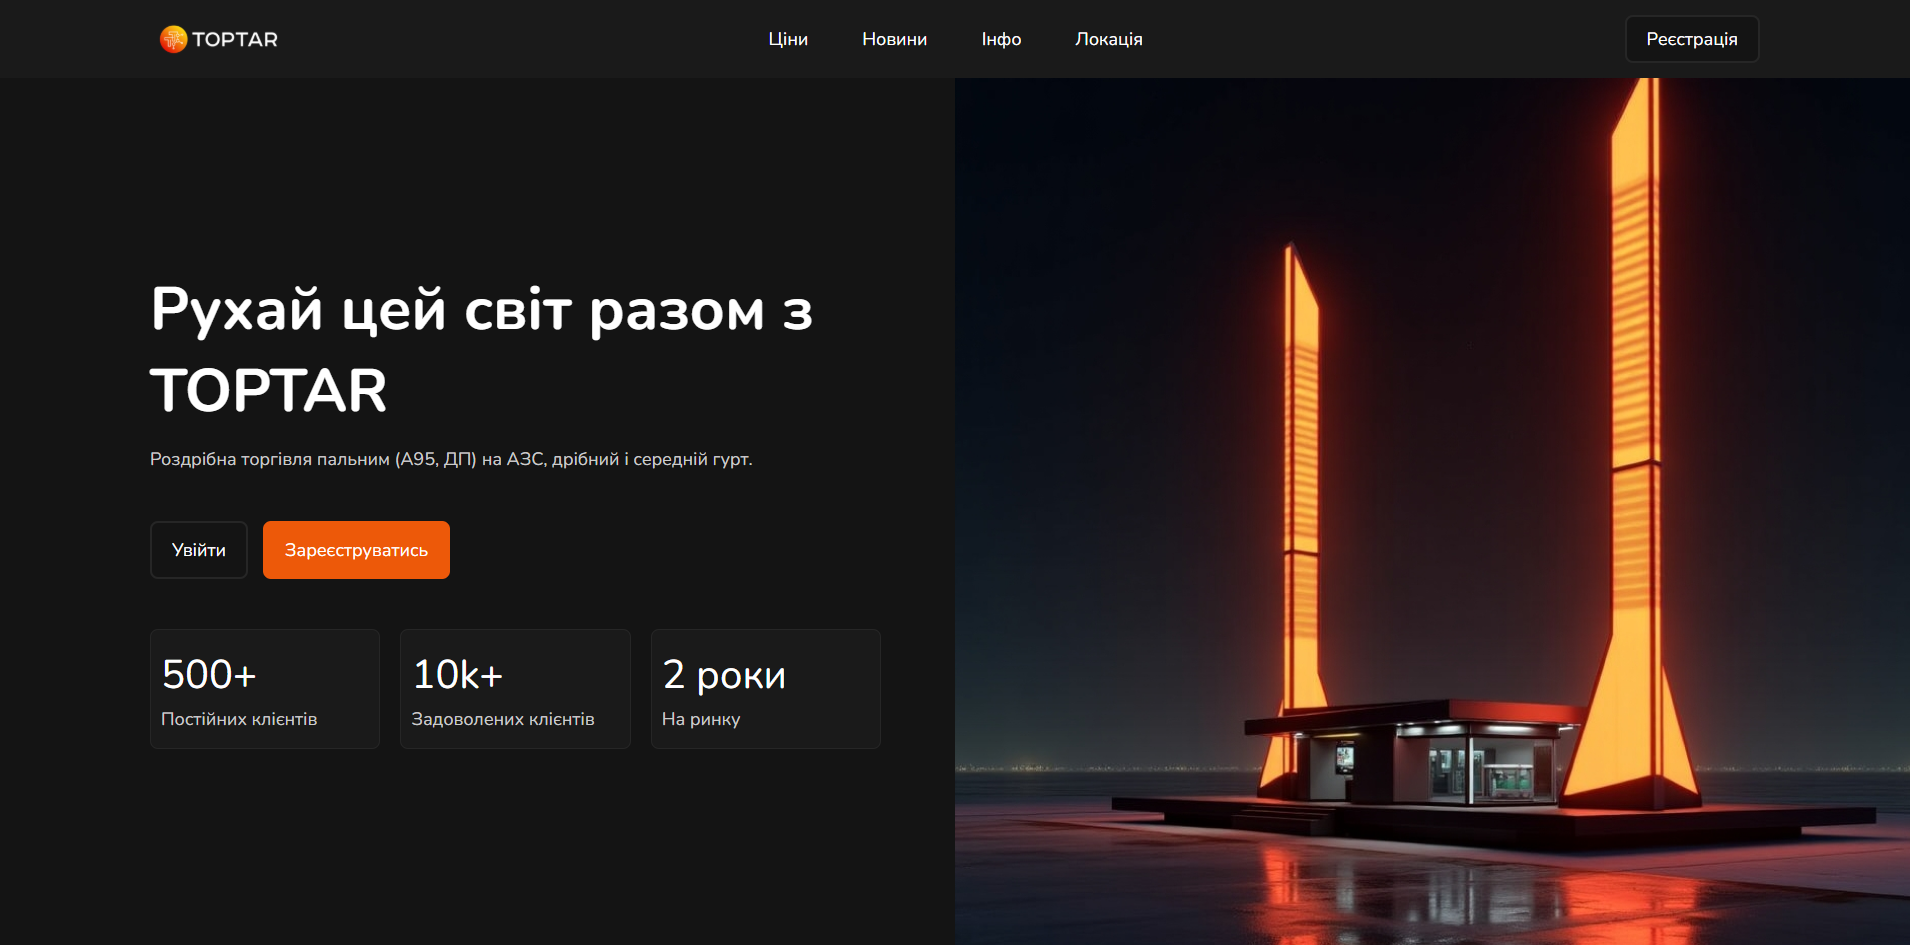 TOPTAR
Ціни
Новини
Інфо
Локація
Реєстрація
Рухай цей світ разом з
TOPTAR
Роздрібна торгівля пальним (А95, ДП) на АЗС, дрібний і середній гурт.
Увійти
Зареєструватись
500+
Постійних клієнтів
10k+
Задоволених клієнтів
2 роки
На ринку